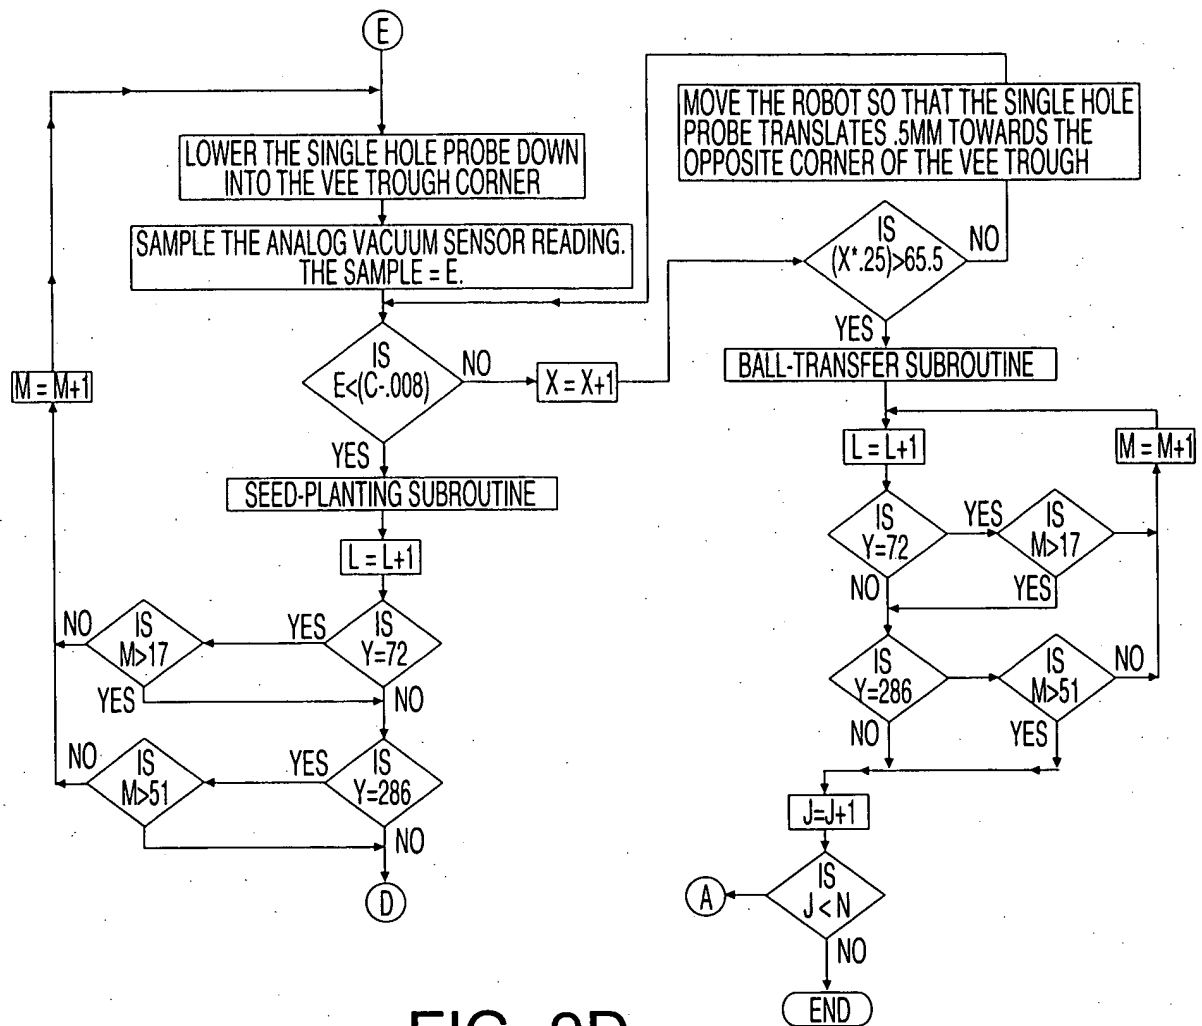 E
LOWER THE SINGLE HOLE PROBE DOWN
INTO THE VEE TROUGH CORNER
SAMPLE THE ANALOG VACUUM SENSOR READING.
THE SAMPLE = E.
IS
E<(C-.008)
NO
X = X+1
YES
SEED-PLANTING SUBROUTINE
L = L+1
IS
Y=72
YES
IS
M>17
NO
YES
NO
IS
Y=286
YES
IS
M>51
NO
NO
D
M = M+1
MOVE THE ROBOT SO THAT THE SINGLE HOLE
PROBE TRANSLATES .5MM TOWARDS THE
OPPOSITE CORNER OF THE VEE TROUGH
IS
(X*.25)>65.5
NO
YES
BALL-TRANSFER SUBROUTINE
L = L+1
M = M+1
IS
Y=72
YES
IS
M>17
NO
YES
IS
Y=286
IS
M>51
NO
NO
YES
J=J+1
IS
J<N
A
NO
END